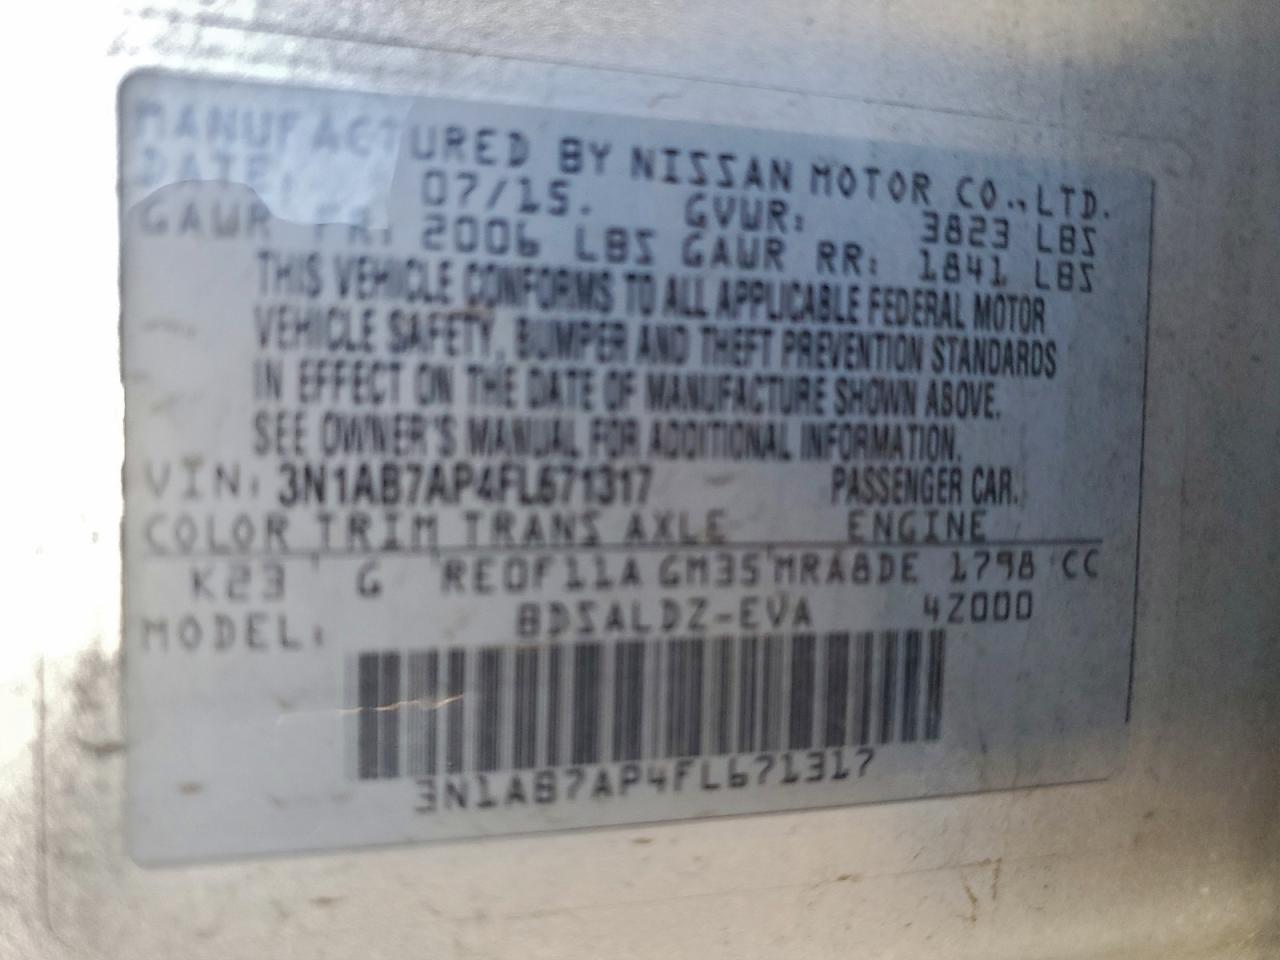 MANUFACTURED BY NISSAN MOTOR CO.,LTD.
DATE: 07/15. GVWR: 3823 LBS
GAWR FR: 2006 LBS GAWR RR: 1841 LBS
THIS VEHICLE CONFORMS TO ALL APPLICABLE FEDERAL MOTOR
VEHICLE SAFETY, BUMPER AND THEFT PREVENTION STANDARDS
IN EFFECT ON THE DATE OF MANUFACTURE SHOWN ABOVE.
SEE OWNER'S MANUAL FOR ADDITIONAL INFORMATION.
VIN: 3N1AB7AP4FL671317 PASSENGER CAR.
COLOR TRIM TRANS AXLE ENGINE
K23 G RE0F11A GM35 MRA8DE 1798 CC
MODEL: BDSALDZ-EVA 4Z000
3N1AB7AP4FL671317